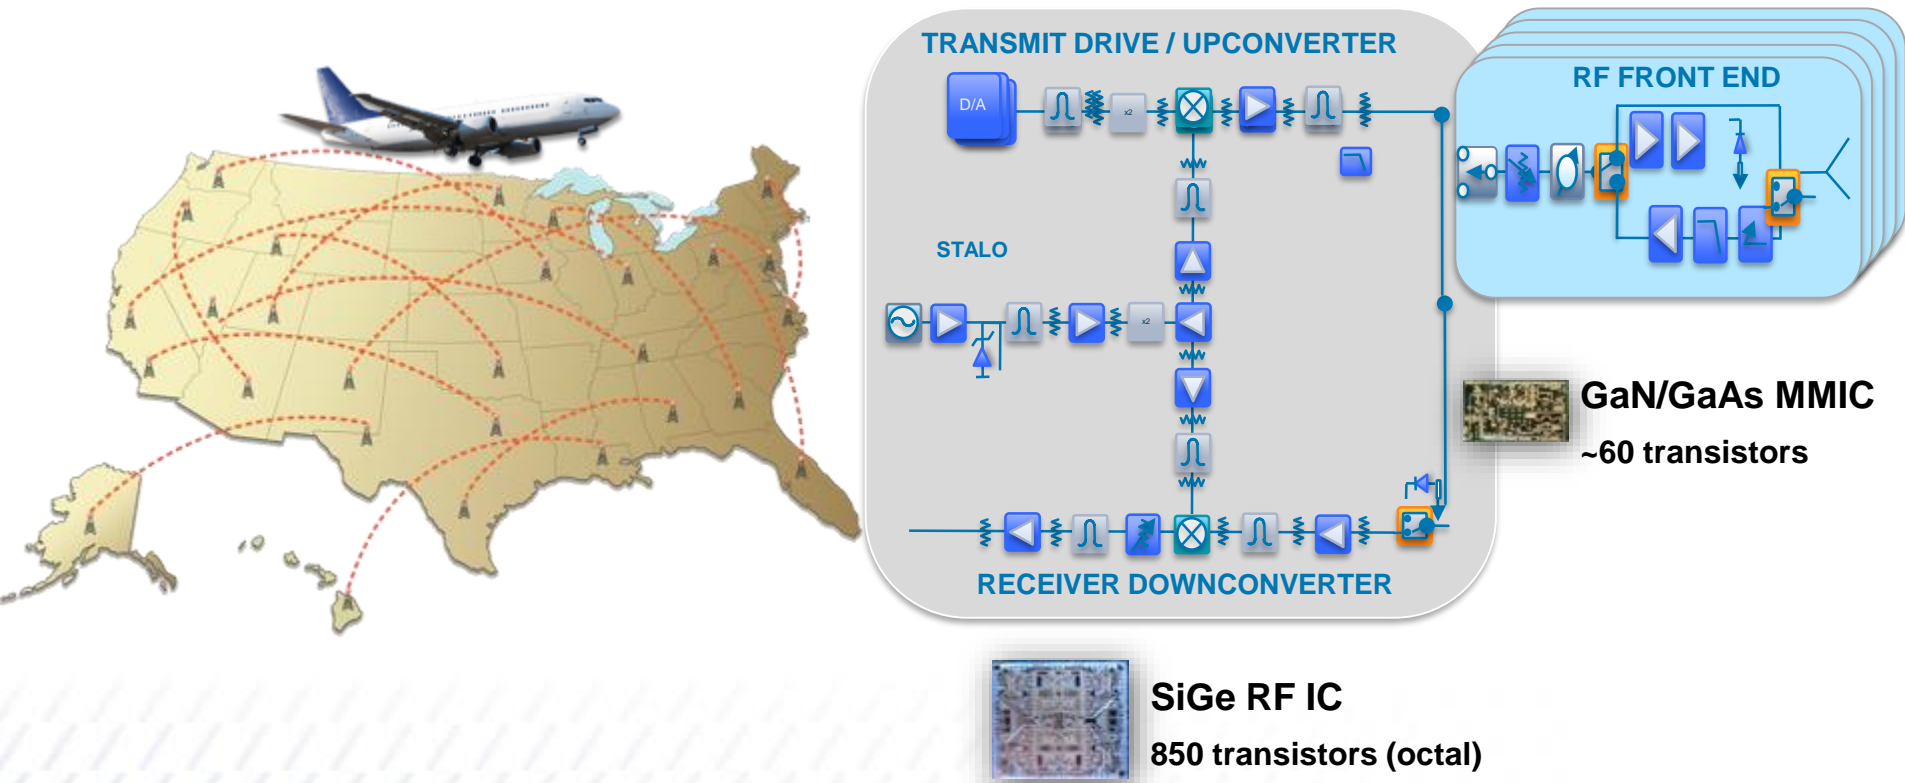 TRANSMIT DRIVE / UPCONVERTER
D/A
x2
RF FRONT END
STALO
x2
RECEIVER DOWNCONVERTER
GaN/GaAs MMIC
~60 transistors
SiGe RF IC
850 transistors (octal)